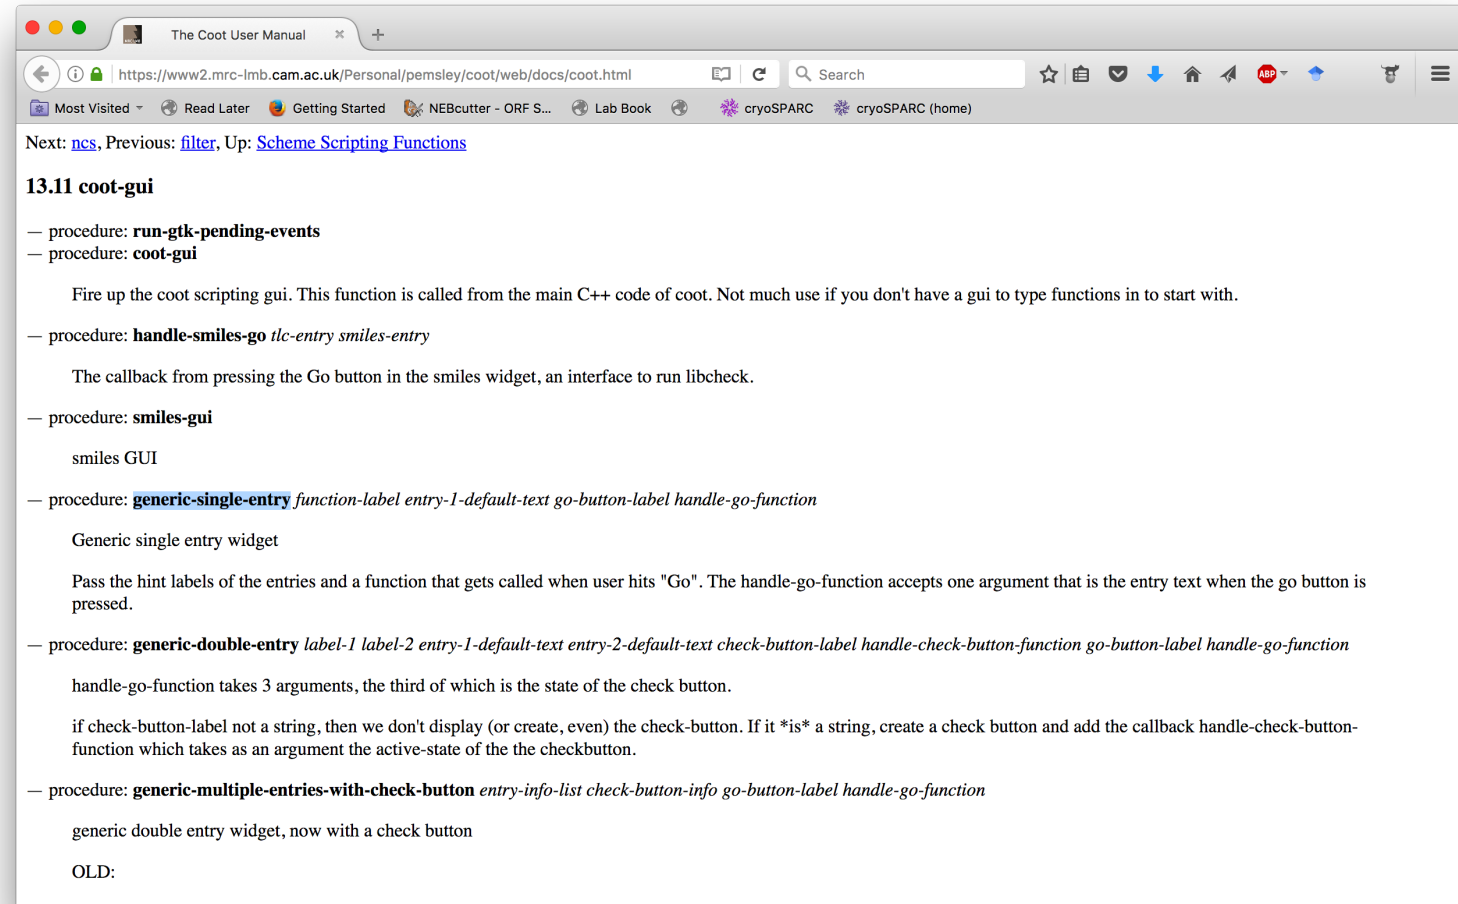 The Coot User Manual
https://www2.mrc-lmb.cam.ac.uk/Personal/pemsley/coot/web/docs/coot.html
Search
ABP
Most Visited
Read Later
Getting Started
NEBcutter - ORF S...
Lab Book
cryoSPARC
cryoSPARC (home)
Next: ncs, Previous: filter, Up: Scheme Scripting Functions
13.11 coot-gui
— procedure: run-gtk-pending-events
— procedure: coot-gui
Fire up the coot scripting gui. This function is called from the main C++ code of coot. Not much use if you don't have a gui to type functions in to start with.
— procedure: handle-smiles-go tlc-entry smiles-entry
The callback from pressing the Go button in the smiles widget, an interface to run libcheck.
— procedure: smiles-gui
smiles GUI
— procedure: generic-single-entry function-label entry-1-default-text go-button-label handle-go-function
Generic single entry widget
Pass the hint labels of the entries and a function that gets called when user hits "Go". The handle-go-function accepts one argument that is the entry text when the go button is
pressed.
— procedure: generic-double-entry label-1 label-2 entry-1-default-text entry-2-default-text check-button-label handle-check-button-function go-button-label handle-go-function
handle-go-function takes 3 arguments, the third of which is the state of the check button.
if check-button-label not a string, then we don't display (or create, even) the check-button. If it *is* a string, create a check button and add the callback handle-check-button-
function which takes as an argument the active-state of the the checkbutton.
— procedure: generic-multiple-entries-with-check-button entry-info-list check-button-info go-button-label handle-go-function
generic double entry widget, now with a check button
OLD: